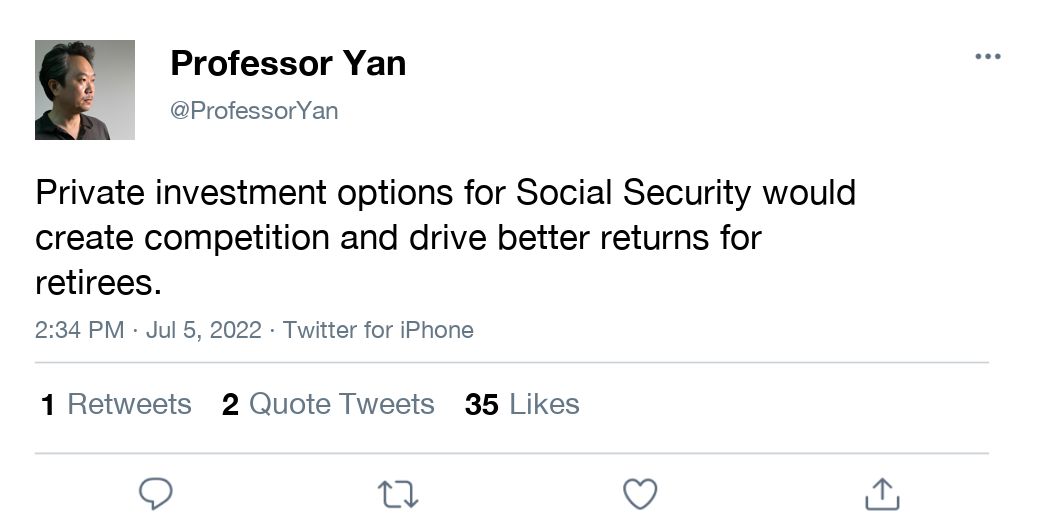 Professor Yan
@ProfessorYan
Private investment options for Social Security would
create competition and drive better returns for
retirees.
2:34 PM · Jul 5, 2022 · Twitter for iPhone
1 Retweets 2 Quote Tweets 35 Likes